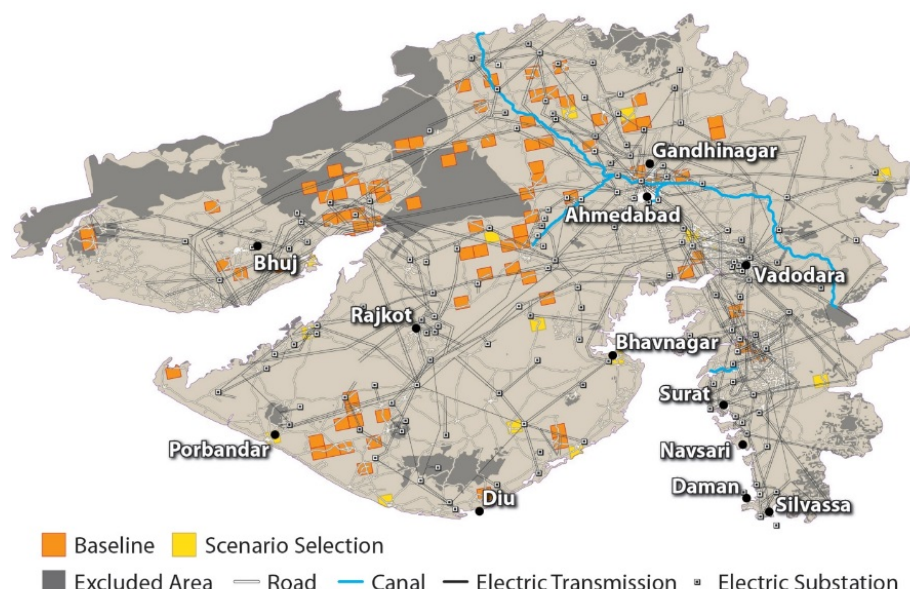 Gandhinagar
Ahmedabad
Bhuj
Vadodara
Rajkot
Bhavnagar
Surat
Porbandar
Navsari
Daman
Diu
Silvassa
Baseline Scenario Selection
Excluded Area Road Canal Electric Transmission Electric Substation